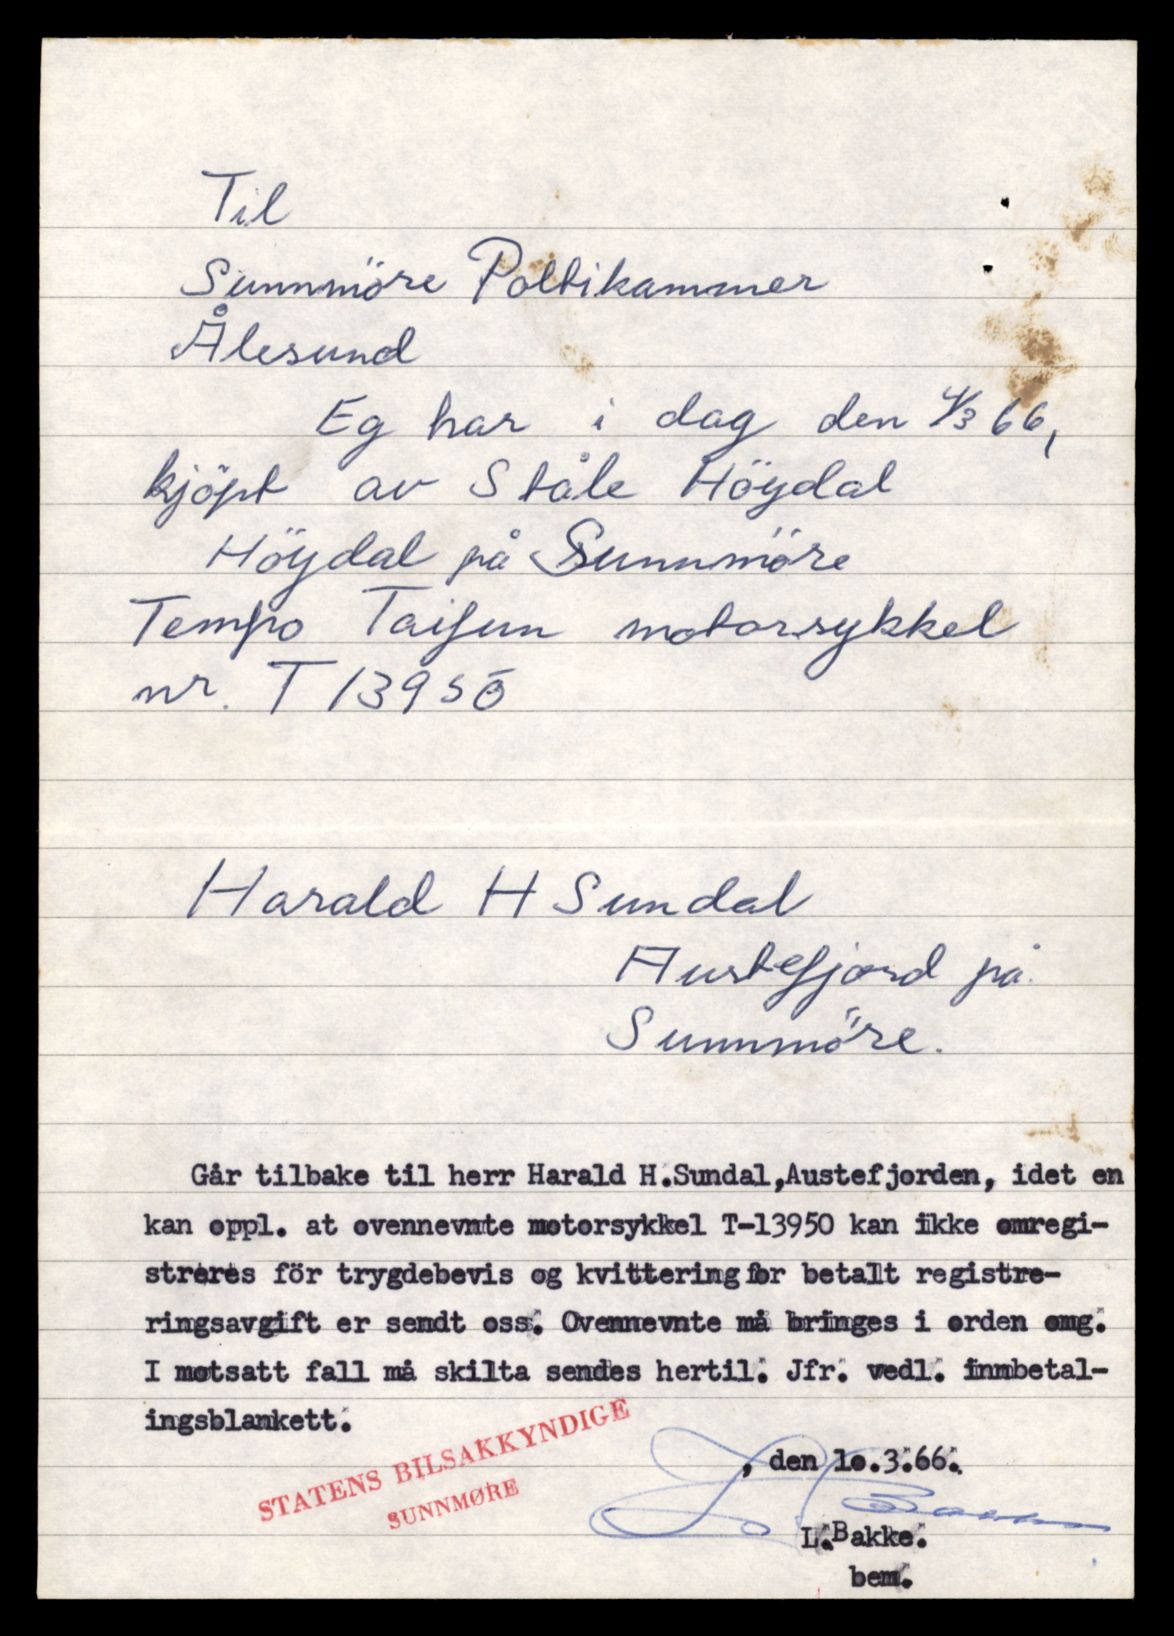 Til
Sunnmöre Poltikammer
Ålesund
Eg har i dag den 4/3 66,
kjöpt av Ståle Höydal
Höydal på Sunnmöre
Tempo Taifun motorsykkel
nr. T 13950
Harald H Sundal
Austefjord på
Sunnmöre.
Går tilbake til herr Harald H.Sundal,Austefjorden, idet en
kan oppl. at ovennevnte motorsykkel T-13950 kan ikke omregi-
streres för trygdebevis og kvittering for betalt registre-
ringsavgift er sendt oss. Ovennevnte må bringes i orden omg.
I motsatt fall må skilta sendes hertil. Jfr. vedl. innbetal-
ingsblankett.
STATENS BILSAKKYNDIGE
SUNNMØRE
, den 10.3.66.
L. Bakke
L.Bakke.
bem.